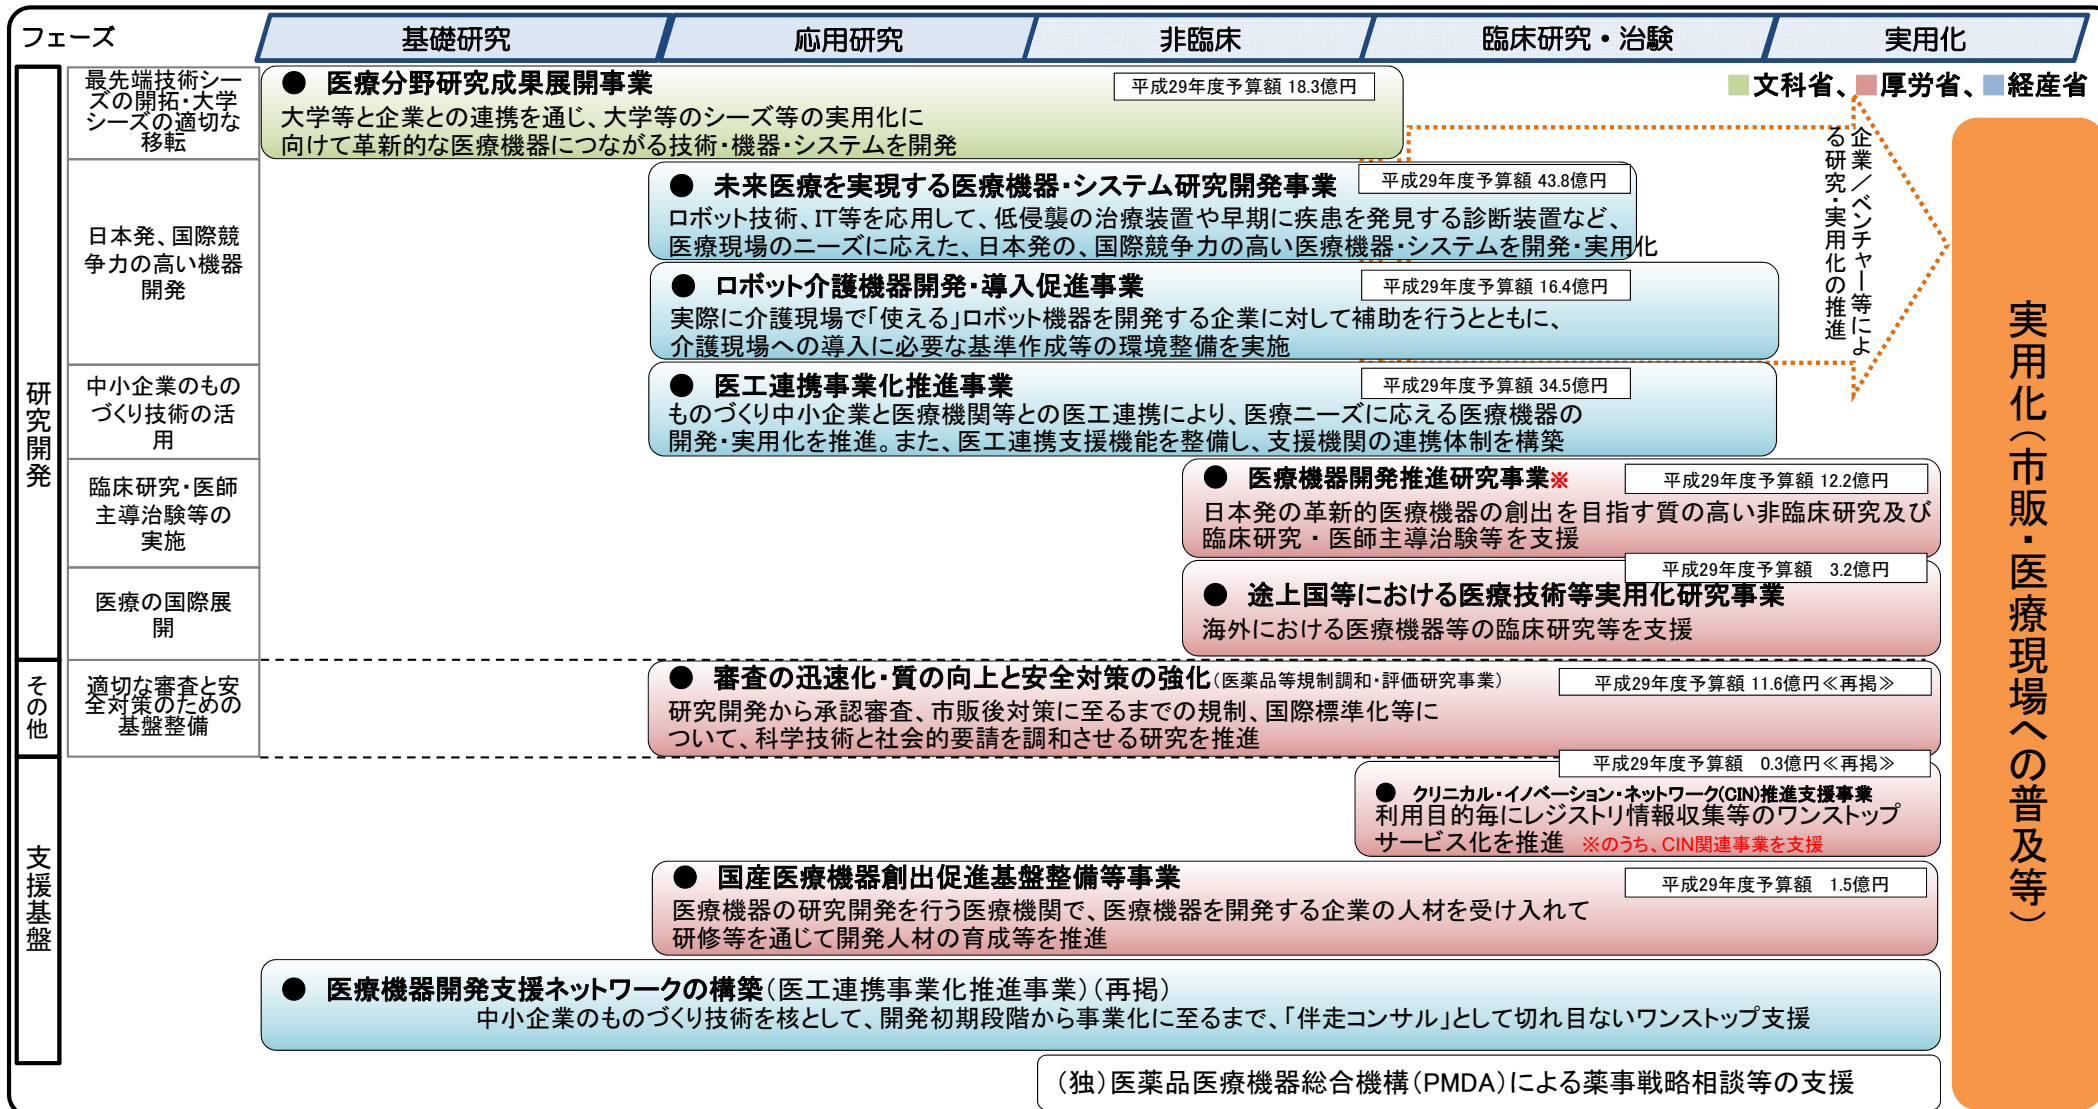 フェーズ
基礎研究
応用研究
非臨床
臨床研究・治験
実用化
■文科省、■厚労省、■経産省
研究開発
最先端技術シー
ズの開拓・大学
シーズの適切な
移転
● 医療分野研究成果展開事業
平成29年度予算額 18.3億円
大学等と企業との連携を通じ、大学等のシーズ等の実用化に
向けて革新的な医療機器につながる技術・機器・システムを開発
日本発、国際競
争力の高い機器
開発
● 未来医療を実現する医療機器・システム研究開発事業
平成29年度予算額 43.8億円
ロボット技術、IT等を応用して、低侵襲の治療装置や早期に疾患を発見する診断装置など、
医療現場のニーズに応えた、日本発の、国際競争力の高い医療機器・システムを開発・実用化
● ロボット介護機器開発・導入促進事業
平成29年度予算額 16.4億円
実際に介護現場で「使える」ロボット機器を開発する企業に対して補助を行うとともに、
介護現場への導入に必要な基準作成等の環境整備を実施
企業／ベンチャー等によ
る研究・実用化の推進
中小企業のもの
づくり技術の活
用
● 医工連携事業化推進事業
平成29年度予算額 34.5億円
ものづくり中小企業と医療機関等との医工連携により、医療ニーズに応える医療機器の
開発・実用化を推進。また、医工連携支援機能を整備し、支援機関の連携体制を構築
臨床研究・医師
主導治験等の
実施
● 医療機器開発推進研究事業※
平成29年度予算額 12.2億円
日本発の革新的医療機器の創出を目指す質の高い非臨床研究及び
臨床研究・医師主導治験等を支援
医療の国際展
開
平成29年度予算額 3.2億円
● 途上国等における医療技術等実用化研究事業
海外における医療機器等の臨床研究等を支援
その他
適切な審査と安
全対策のための
基盤整備
● 審査の迅速化・質の向上と安全対策の強化(医薬品等規制調和・評価研究事業)
平成29年度予算額 11.6億円≪再掲≫
研究開発から承認審査、市販後対策に至るまでの規制、国際標準化等に
ついて、科学技術と社会的要請を調和させる研究を推進
支援基盤
平成29年度予算額 0.3億円≪再掲≫
● クリニカル・イノベーション・ネットワーク(CIN)推進支援事業
利用目的毎にレジストリ情報収集等のワンストップ
サービス化を推進 ※のうち、CIN関連事業を支援
● 国産医療機器創出促進基盤整備等事業
平成29年度予算額 1.5億円
医療機器の研究開発を行う医療機関で、医療機器を開発する企業の人材を受け入れて
研修等を通じて開発人材の育成等を推進
● 医療機器開発支援ネットワークの構築(医工連携事業化推進事業)(再掲)
中小企業のものづくり技術を核として、開発初期段階から事業化に至るまで、「伴走コンサル」として切れ目ないワンストップ支援
(独)医薬品医療機器総合機構(PMDA)による薬事戦略相談等の支援
実用化(市販・医療現場への普及等)